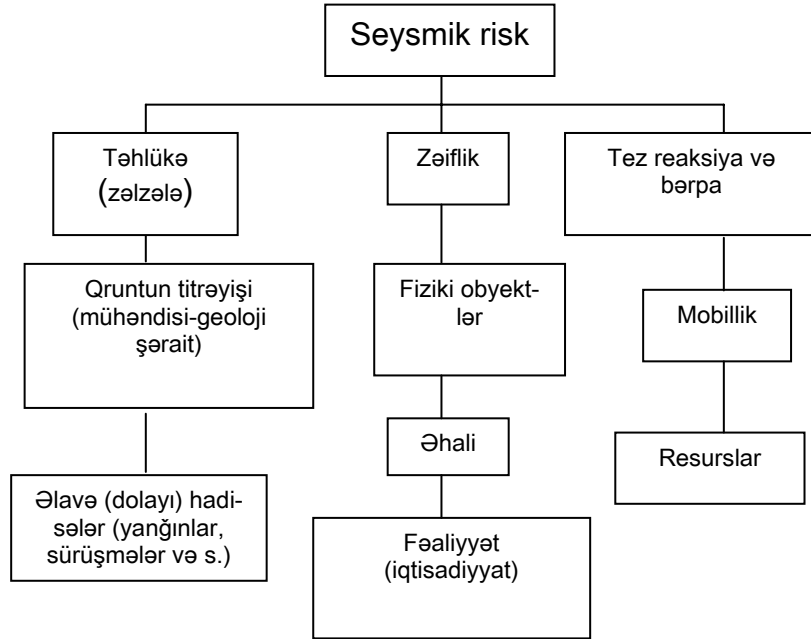 Seysmik risk
Təhlükə
(zəlzələ)
Qruntun titrəyişi
(mühəndisi-geoloji
şərait)
Əlavə (dolayı) hadi-
sələr (yanğınlar,
sürüşmələr və s.)
Zəiflik
Fiziki obyekt-
lər
Əhali
Fəaliyyət
(iqtisadiyyat)
Tez reaksiya və
bərpa
Mobillik
Resurslar